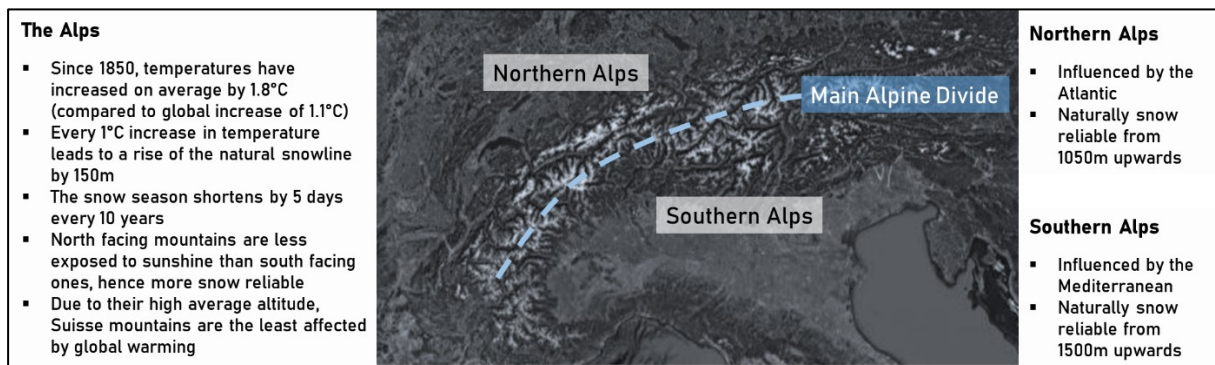 The Alps
▪ Since 1850, temperatures have
increased on average by 1.8°C
(compared to global increase of 1.1°C)
▪ Every 1°C increase in temperature
leads to a rise of the natural snowline
by 150m
▪ The snow season shortens by 5 days
every 10 years
▪ North facing mountains are less
exposed to sunshine than south facing
ones, hence more snow reliable
▪ Due to their high average altitude,
Suisse mountains are the least affected
by global warming
Northern Alps
Main Alpine Divide
Southern Alps
Northern Alps
▪ Influenced by the
Atlantic
▪ Naturally snow
reliable from
1050m upwards
Southern Alps
▪ Influenced by the
Mediterranean
▪ Naturally snow
reliable from
1500m upwards